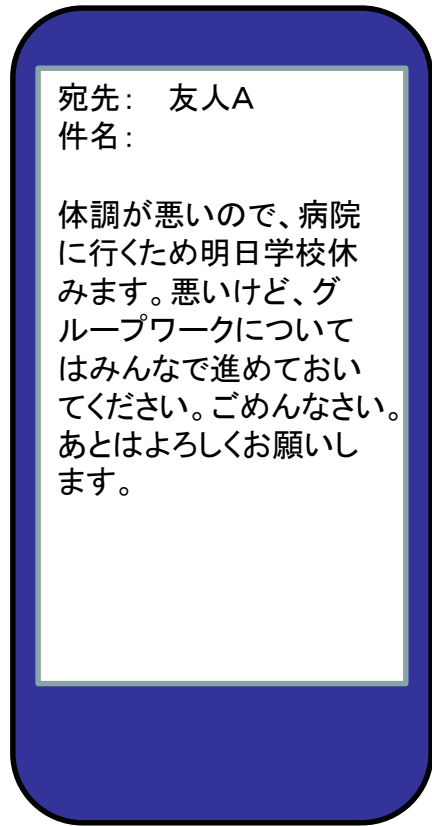 宛先：　友人A
件名：
体調が悪いので、病院
に行くため明日学校休
みます。悪いけど、グ
ループワークについて
はみんなで進めておい
てください。ごめんなさい。
あとはよろしくお願いし
ます。